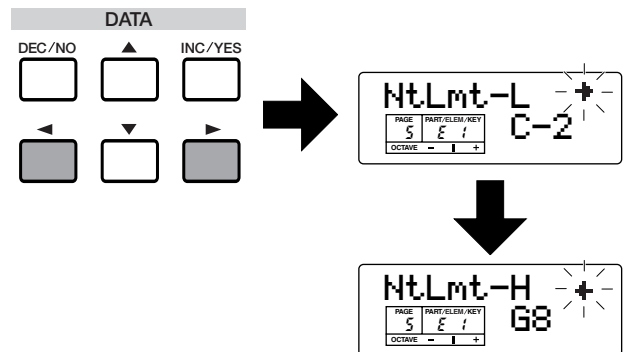 DATA
DEC/NO ▲ INC/YES
◄ ▼ ►
NtLmt-L
C-2
PAGE PART/ELEM/KEY
5 E 1
OCTAVE − +
NtLmt-H
G8
PAGE PART/ELEM/KEY
5 E 1
OCTAVE − +